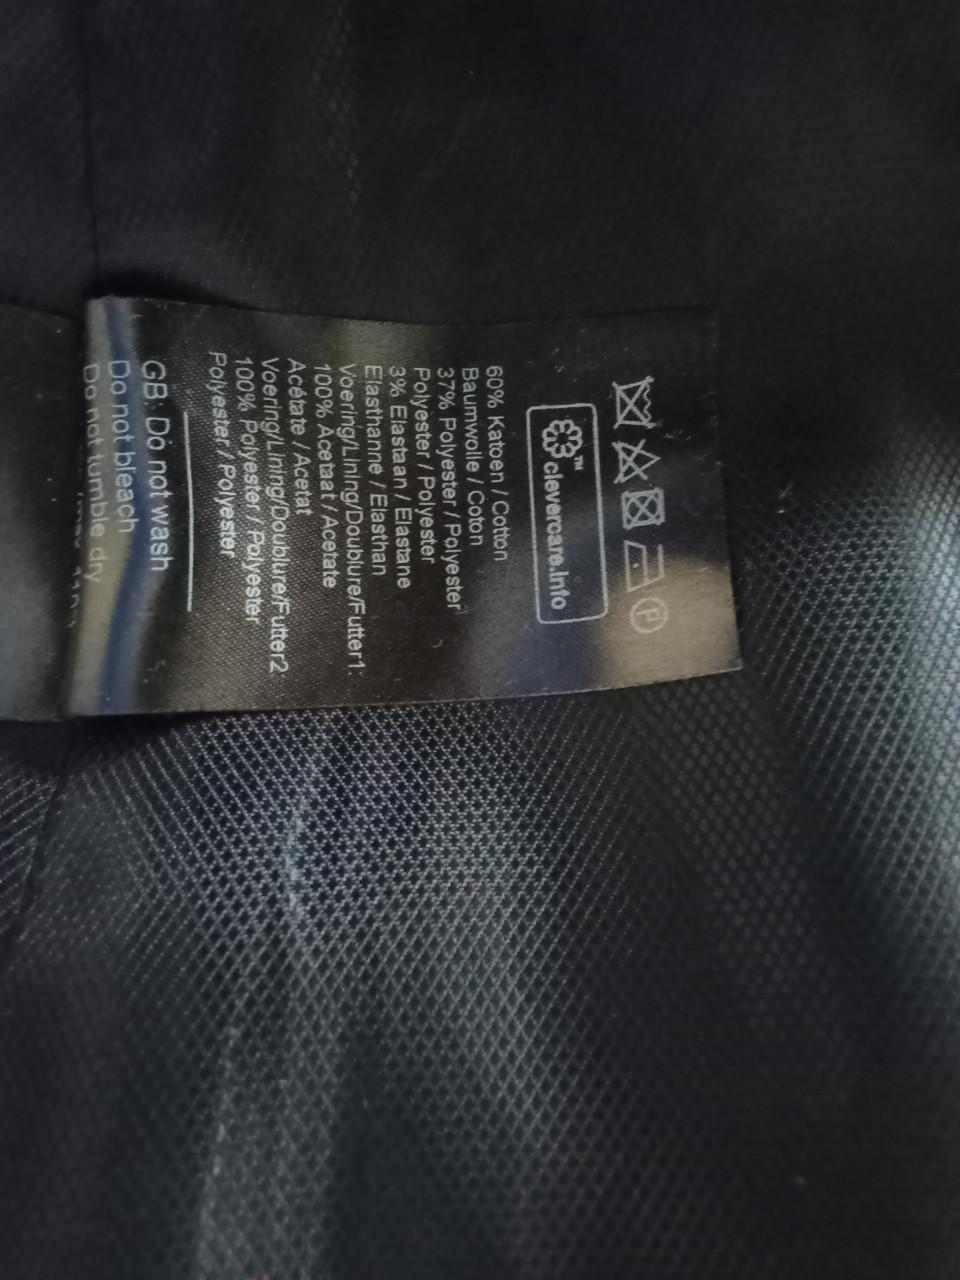 P
clevercare.info
TM
60% Katoen / Cotton
Baumwolle / Coton
37% Polyester / Polyester
Polyester / Polyester
3% Elastaan / Elastane
Elasthanne / Elasthan
Voering/Lining/Doublure/Futter1:
100% Acetaat / Acetate
Acétate / Acetat
Voering/Lining/Doublure/Futter2:
100% Polyester / Polyester
Polyester / Polyester
GB: Do not wash
Do not bleach
Do not tumble dry